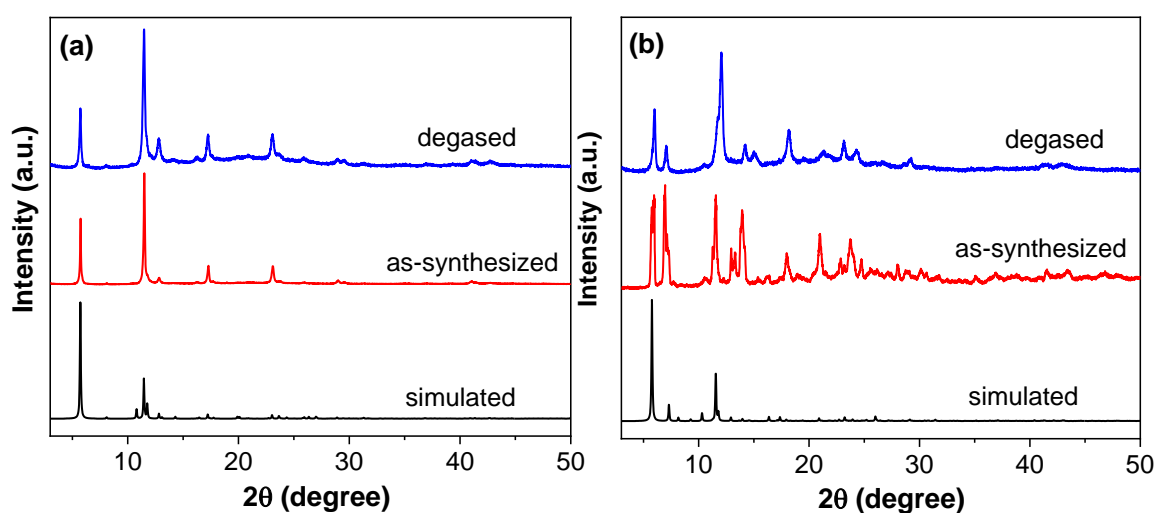 (a)
degased
as-synthesized
simulated
Intensity (a.u.)
10 20 30 40 50
2θ (degree)
(b)
degased
as-synthesized
simulated
Intensity (a.u.)
10 20 30 40 50
2θ (degree)